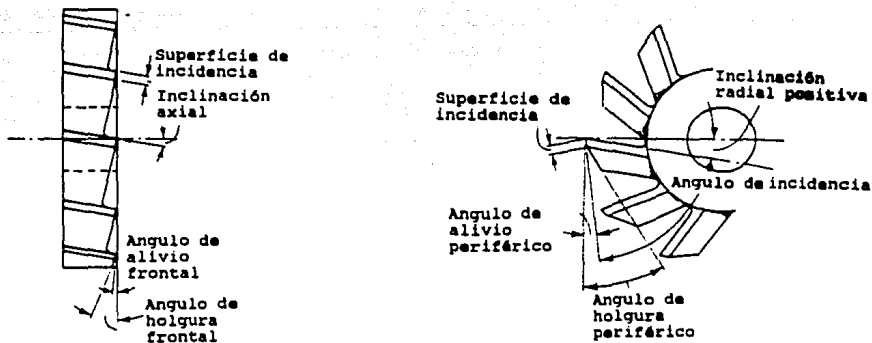 Superficie de
incidencia
Inclinación
axial
Angulo de
alivio
frontal
Angulo de
holgura
frontal
Superficie de
incidencia
Inclinación
radial positiva
Angulo de incidencia
Angulo de
alivio
periférico
Angulo de
holgura
periférico